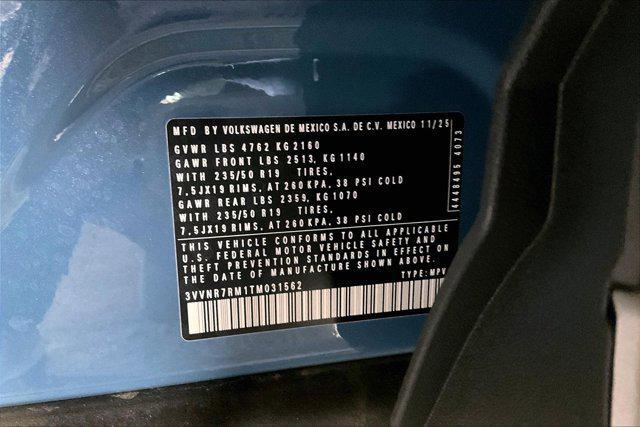 MFD BY VOLKSWAGEN DE MEXICO S.A. DE C.V. MEXICO 11/25
GVWR LBS 4762 KG 2160
GAWR FRONT LBS 2513, KG 1140
WITH 235/50 R19 TIRES,
7,5JX19 RIMS, AT 260 KPA, 38 PSI COLD
GAWR REAR LBS 2359, KG 1070
WITH 235/50 R19 TIRES,
7,5JX19 RIMS, AT 260 KPA, 38 PSI COLD
4448495 4073
THIS VEHICLE CONFORMS TO ALL APPLICABLE
U.S. FEDERAL MOTOR VEHICLE SAFETY AND
THEFT PREVENTION STANDARDS IN EFFECT ON
THE DATE OF MANUFACTURE SHOWN ABOVE
3VVNR7RM1TM031562 TYPE: MPV